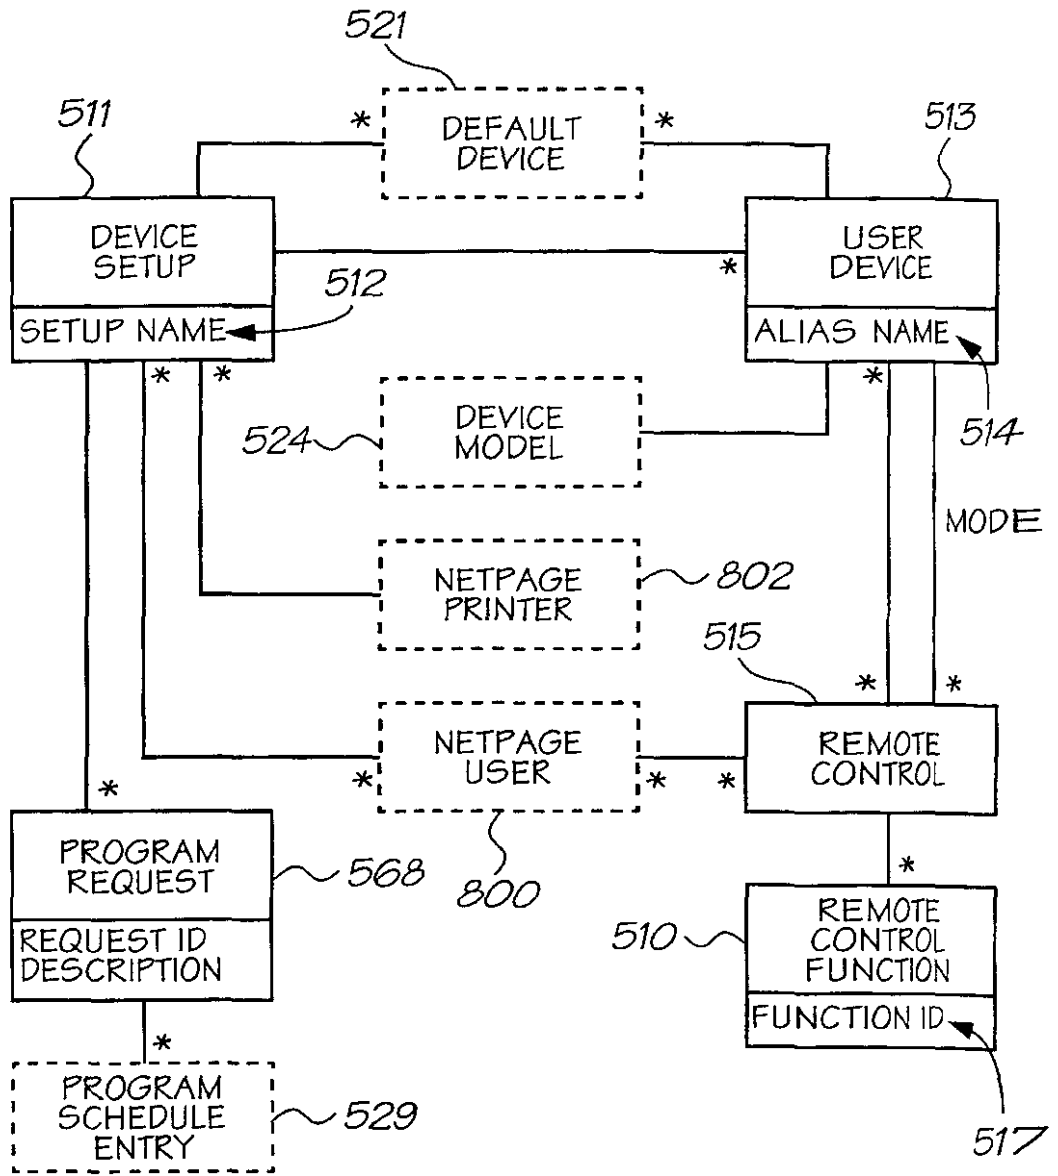 521
511
*
DEFAULT
DEVICE
*
513
DEVICE
SETUP
USER
DEVICE
*
512
SETUP NAME
ALIAS NAME
*
*
*
524
DEVICE
MODEL
514
MODE
NETPAGE
PRINTER
802
515
*
*
NETPAGE
USER
REMOTE
CONTROL
*
*
*
*
PROGRAM
REQUEST
568
800
*
REQUEST ID
DESCRIPTION
510
REMOTE
CONTROL
FUNCTION
FUNCTION ID
*
PROGRAM
SCHEDULE
ENTRY
529
517